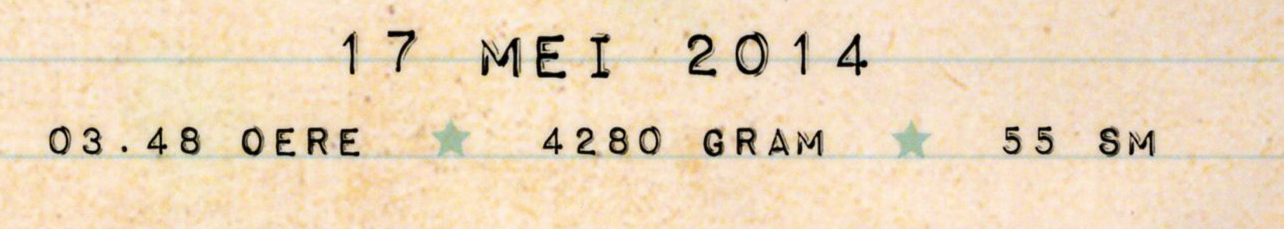 17 MEI 2014
03.48 OERE ★ 4280 GRAM ★ 55 SM